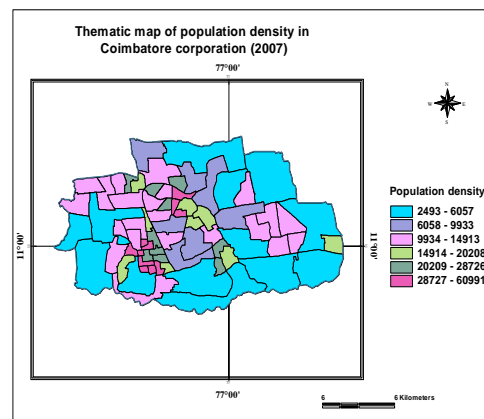 Thematic map of population density in
Coimbatore corporation (2007)
77°00'
N
W E
S
Population density
2493 - 6057
6058 - 9933
9934 - 14913
14914 - 20208
20209 - 28726
28727 - 60991
11°00'
11°00'
77°00'
6 6 Kilometers